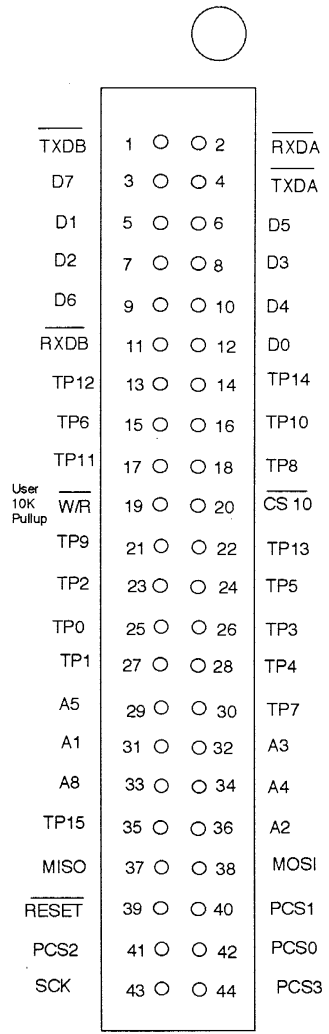 TXDB 1 2 RXDA
D7 3 4 TXDA
D1 5 6 D5
D2 7 8 D3
D6 9 10 D4
RXDB 11 12 D0
TP12 13 14 TP14
TP6 15 16 TP10
TP11 17 18 TP8
User
10K
Pullup
W/R 19 20 CS 10
TP9 21 22 TP13
TP2 23 24 TP5
TP0 25 26 TP3
TP1 27 28 TP4
A5 29 30 TP7
A1 31 32 A3
A8 33 34 A4
TP15 35 36 A2
MISO 37 38 MOSI
RESET 39 40 PCS1
PCS2 41 42 PCS0
SCK 43 44 PCS3